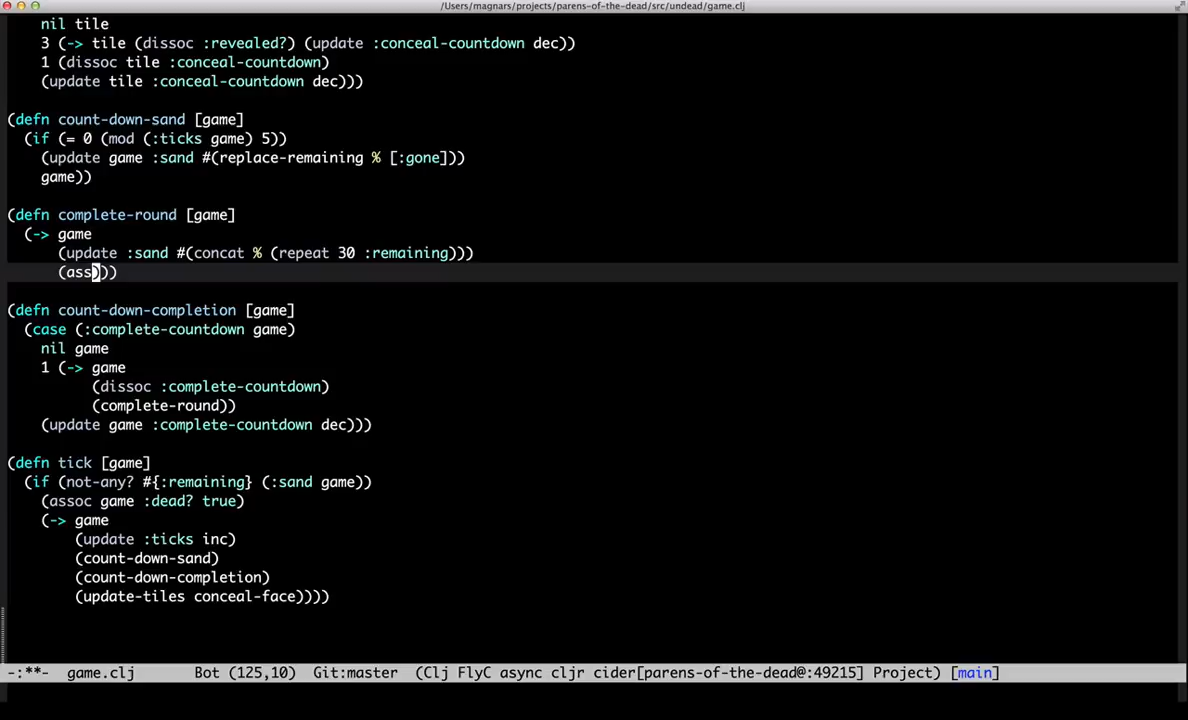 /Users/magnars/projects/parens-of-the-dead/src/undead/game.clj
nil tile
3 (-> tile (dissoc :revealed?) (update :conceal-countdown dec))
1 (dissoc tile :conceal-countdown)
(update tile :conceal-countdown dec)))
(defn count-down-sand [game]
(if (= 0 (mod (:ticks game) 5))
(update game :sand #(replace-remaining % [:gone]))
game))
(defn complete-round [game]
(-> game
(update :sand #(concat % (repeat 30 :remaining)))
(ass)))
(defn count-down-completion [game]
(case (:complete-countdown game)
nil game
1 (-> game
(dissoc :complete-countdown)
(complete-round))
(update game :complete-countdown dec)))
(defn tick [game]
(if (not-any? #{:remaining} (:sand game))
(assoc game :dead? true)
(-> game
(update :ticks inc)
(count-down-sand)
(count-down-completion)
(update-tiles conceal-face))))
-:**- game.clj Bot (125,10) Git:master (Clj FlyC async cljr cider[parens-of-the-dead@:49215] Project) [main]